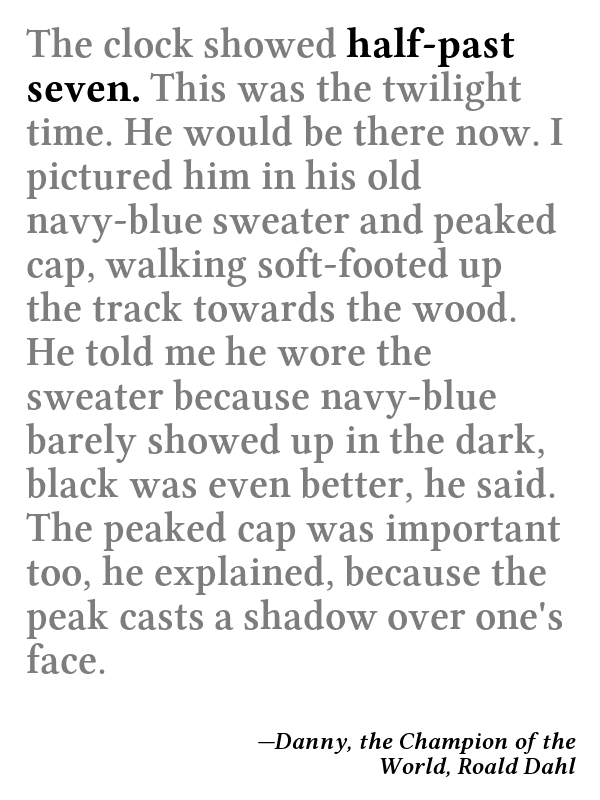 The clock showed half-past
seven. This was the twilight
time. He would be there now. I
pictured him in his old
navy-blue sweater and peaked
cap, walking soft-footed up
the track towards the wood.
He told me he wore the
sweater because navy-blue
barely showed up in the dark,
black was even better, he said.
The peaked cap was important
too, he explained, because the
peak casts a shadow over one's
face.
—Danny, the Champion of the
World, Roald Dahl